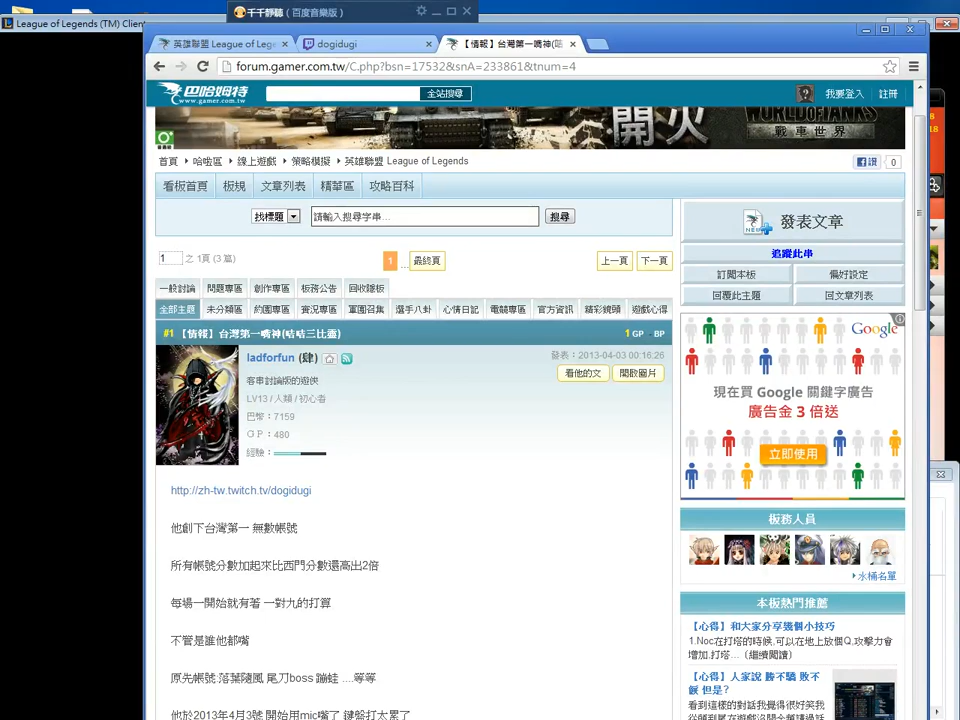 千千靜聽（百度音樂版）
League of Legends (TM) Client
英雄聯盟 League of Leg
dogidugi
【情報】台灣第一嘴神(咕
forum.gamer.com.tw/C.php?bsn=17532&snA=233861&tnum=4
巴哈姆特
www.gamer.com.tw
全站搜尋
我要登入
註冊
開火
WORLD OF TANKS
戰車世界
首頁 哈啦區 線上遊戲 策略模擬 英雄聯盟 League of Legends
讚 0
看板首頁 板規 文章列表 精華區 攻略百科
找標題 請輸入搜尋字串... 搜尋
發表文章
追蹤此串
訂閱本板 偏好設定
回覆此主題 回文章列表
1 之 1頁 (3 篇)
1 ... 最終頁
上一頁 下一頁
一般討論 問題專區 創作專區 板務公告 回收雜板
全部主題 未分類區 約團專區 實況專區 軍團召集 選手八卦 心情日記 電競專區 官方資訊 精彩鏡頭 遊戲心得
#1 【情報】台灣第一嘴神(咕咕三比靈)
1 GP - BP
ladforfun (肆)
發表：2013-04-03 00:16:26
看他的文 開啟圖片
客串討論版的遊俠
LV13 / 人類 / 初心者
巴幣：7159
ＧＰ：480
經驗：
http://zh-tw.twitch.tv/dogidugi
他創下台灣第一 無數帳號
所有帳號分數加起來比西門分數還高出2倍
每場一開始就有著 一對九的打算
不管是誰他都嘴
原先帳號:落葉隨風 尾刀boss 蹦蛙 ....等等
他於2013年4月3號 開始用mic嘴了 鍵盤打太累了
Google
現在買 Google 關鍵字廣告
廣告金 3 倍送
立即使用
板務人員
水桶名單
本板熱門推薦
【心得】和大家分享幾個小技巧
1.Noc在打塔的時候,可以在地上放個Q,攻擊力會
增加,打塔...〔繼續閱讀〕
【心得】人家說 勝不驕 敗不
餒 但是?
看到這樣的對話我覺得很好笑我